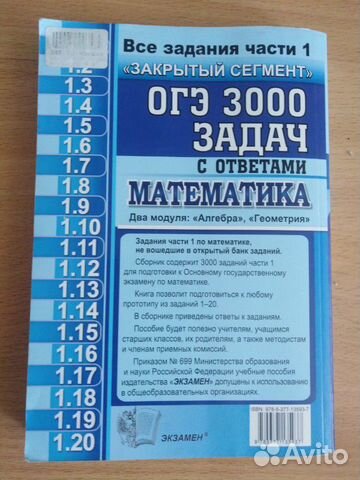 Все задания части 1
«ЗАКРЫТЫЙ СЕГМЕНТ»
ОГЭ 3000
ЗАДАЧ
С ОТВЕТАМИ
МАТЕМАТИКА
Два модуля: «Алгебра», «Геометрия»
Задания части 1 по математике,
не вошедшие в открытый банк заданий.
Сборник содержит 3000 заданий части 1
для подготовки к Основному государственному
экзамену по математике.
Книга позволит подготовиться к любому
прототипу из заданий 1–20.
В сборнике приведены ответы к заданиям.
Пособие будет полезно учителям, учащимся
старших классов, их родителям, а также методистам
и членам приемных комиссий.
Приказом № 699 Министерства образования
и науки Российской Федерации учебные пособия
издательства «ЭКЗАМЕН» допущены к использованию
в общеобразовательных организациях.
1.2
1.3
1.4
1.5
1.6
1.7
1.8
1.9
1.10
1.11
1.12
1.13
1.14
1.15
1.16
1.17
1.18
1.19
1.20
ЭКЗАМЕН®
Avito